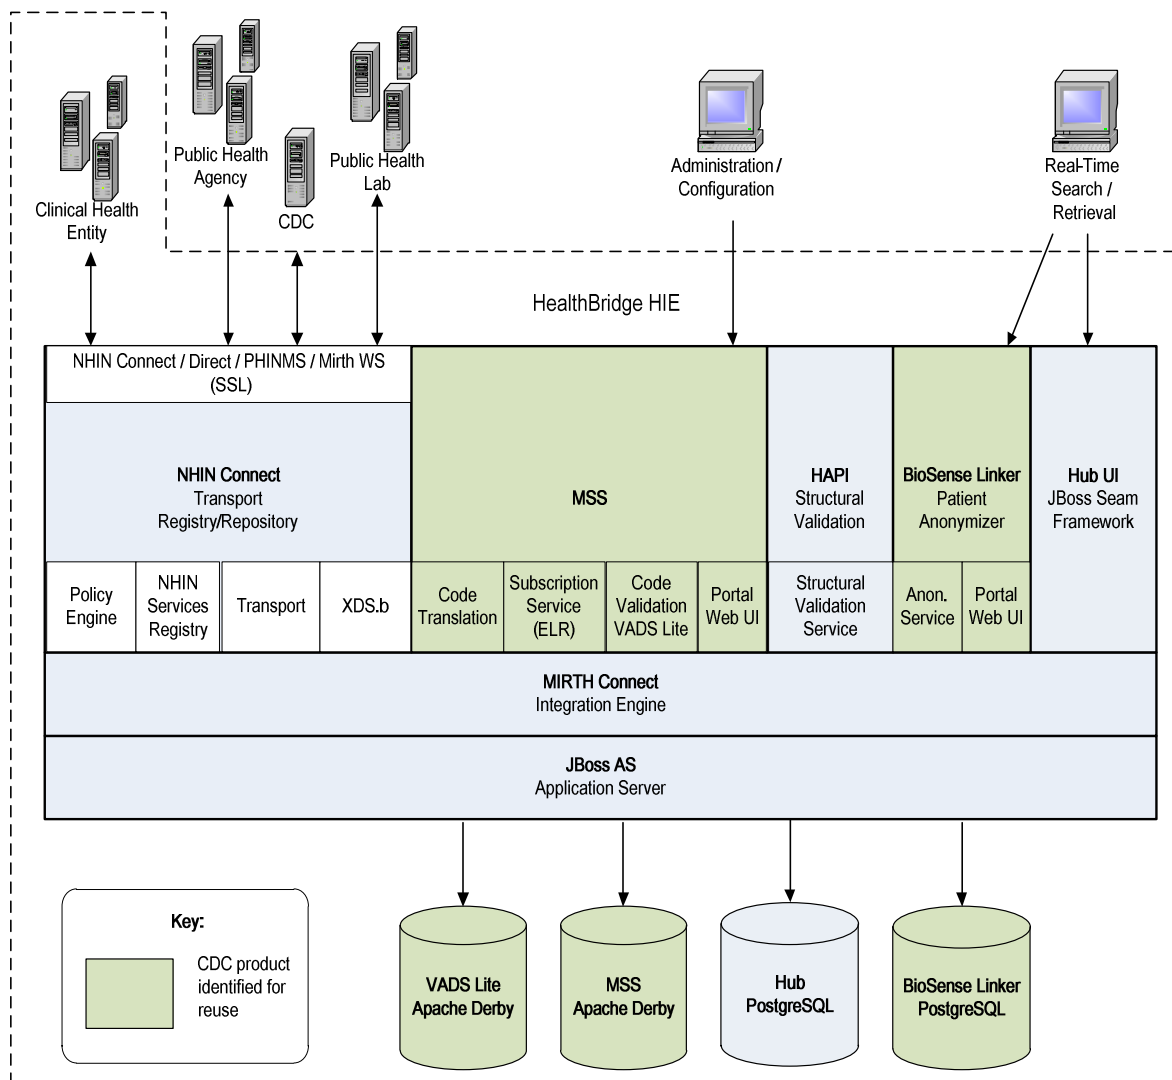 Public Health
Agency
Public Health
Lab
Clinical Health
Entity
CDC
Administration /
Configuration
Real-Time
Search /
Retrieval
HealthBridge HIE
NHIN Connect / Direct / PHINMS / Mirth WS
(SSL)
NHIN Connect
Transport
Registry/Repository
MSS
HAPI
Structural
Validation
BioSense Linker
Patient
Anonymizer
Hub UI
JBoss Seam
Framework
Policy
Engine
NHIN
Services
Registry
Transport
XDS.b
Code
Translation
Subscription
Service
(ELR)
Code
Validation
VADS Lite
Portal
Web UI
Structural
Validation
Service
Anon.
Service
Portal
Web UI
MIRTH Connect
Integration Engine
JBoss AS
Application Server
Key:
CDC product
identified for
reuse
VADS Lite
Apache Derby
MSS
Apache Derby
Hub
PostgreSQL
BioSense Linker
PostgreSQL